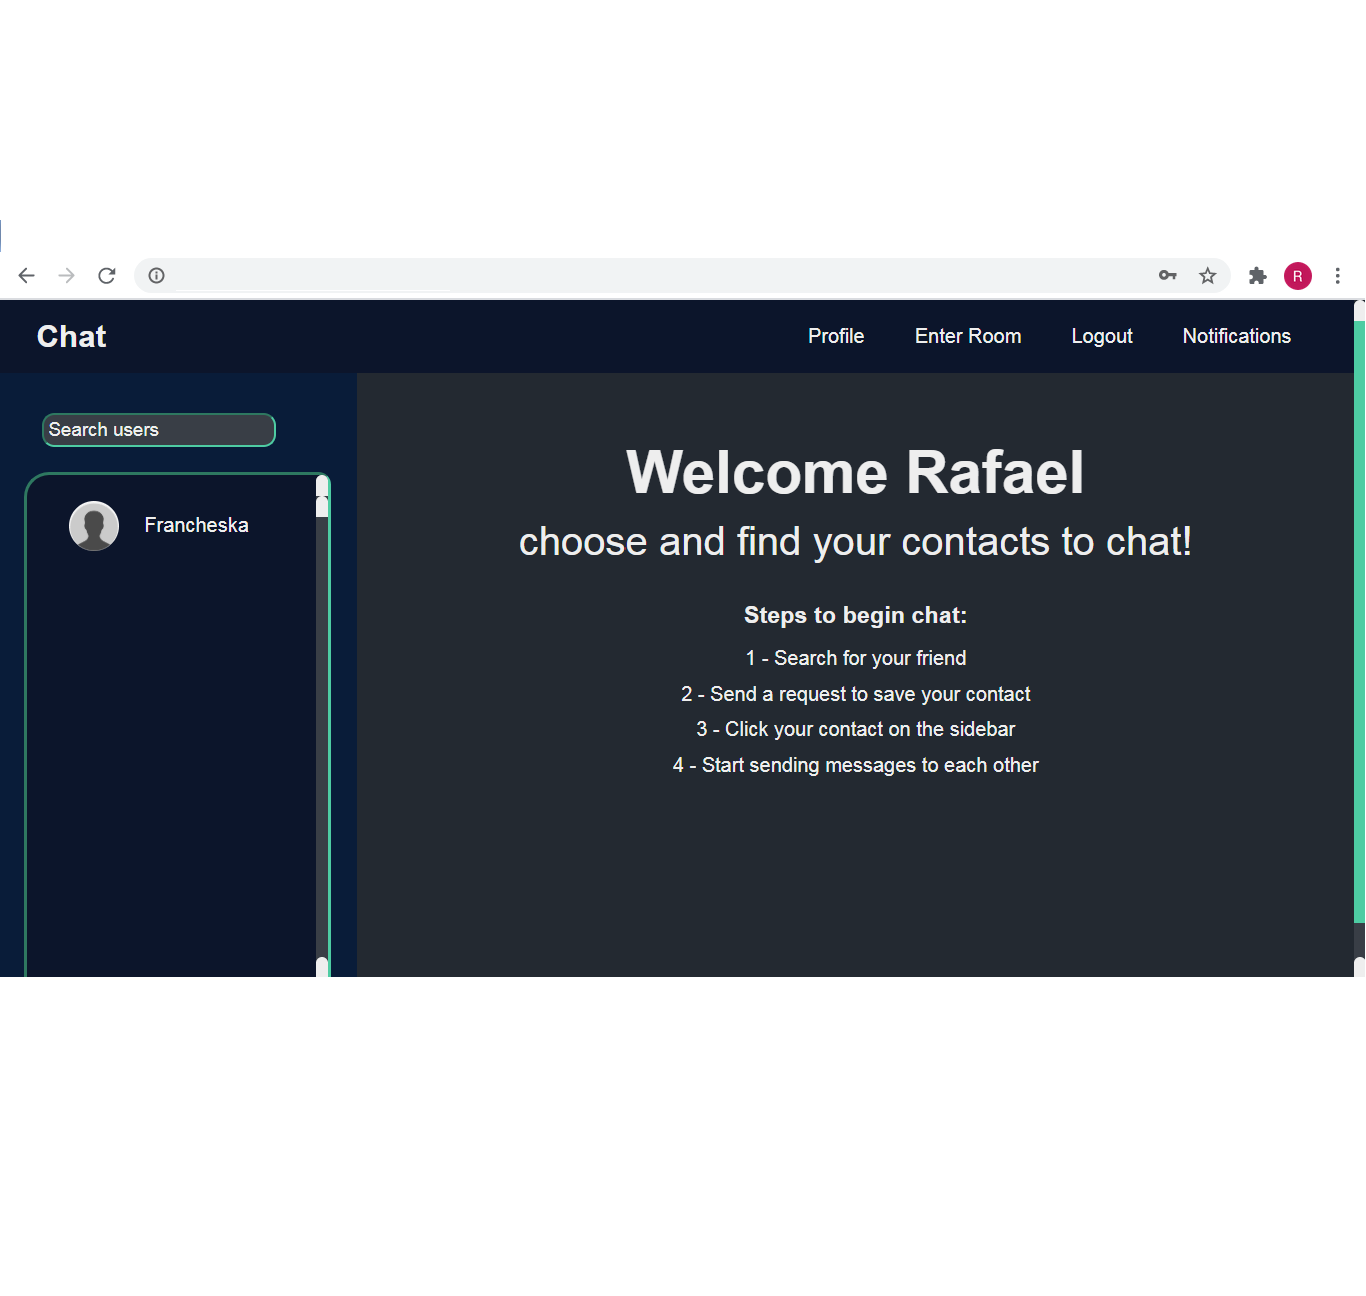 R
Chat
Profile Enter Room Logout Notifications
Search users
Francheska
Welcome Rafael
choose and find your contacts to chat!
Steps to begin chat:
1 - Search for your friend
2 - Send a request to save your contact
3 - Click your contact on the sidebar
4 - Start sending messages to each other